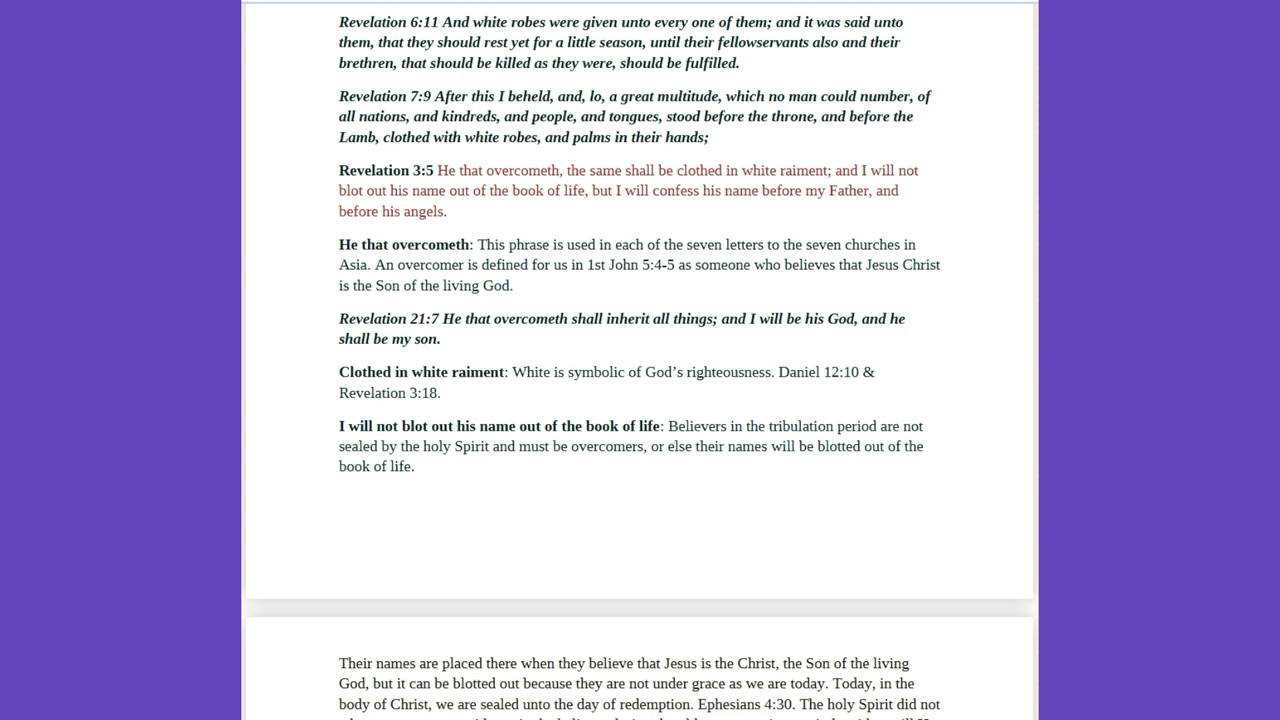 Revelation 6:11 And white robes were given unto every one of them; and it was said unto
them, that they should rest yet for a little season, until their fellowservants also and their
brethren, that should be killed as they were, should be fulfilled.
Revelation 7:9 After this I beheld, and, lo, a great multitude, which no man could number, of
all nations, and kindreds, and people, and tongues, stood before the throne, and before the
Lamb, clothed with white robes, and palms in their hands;
Revelation 3:5 He that overcometh, the same shall be clothed in white raiment; and I will not
blot out his name out of the book of life, but I will confess his name before my Father, and
before his angels.
He that overcometh: This phrase is used in each of the seven letters to the seven churches in
Asia. An overcomer is defined for us in 1st John 5:4-5 as someone who believes that Jesus Christ
is the Son of the living God.
Revelation 21:7 He that overcometh shall inherit all things; and I will be his God, and he
shall be my son.
Clothed in white raiment: White is symbolic of God’s righteousness. Daniel 12:10 &
Revelation 3:18.
I will not blot out his name out of the book of life: Believers in the tribulation period are not
sealed by the holy Spirit and must be overcomers, or else their names will be blotted out of the
book of life.
Their names are placed there when they believe that Jesus is the Christ, the Son of the living
God, but it can be blotted out because they are not under grace as we are today. Today, in the
body of Christ, we are sealed unto the day of redemption. Ephesians 4:30. The holy Spirit did not